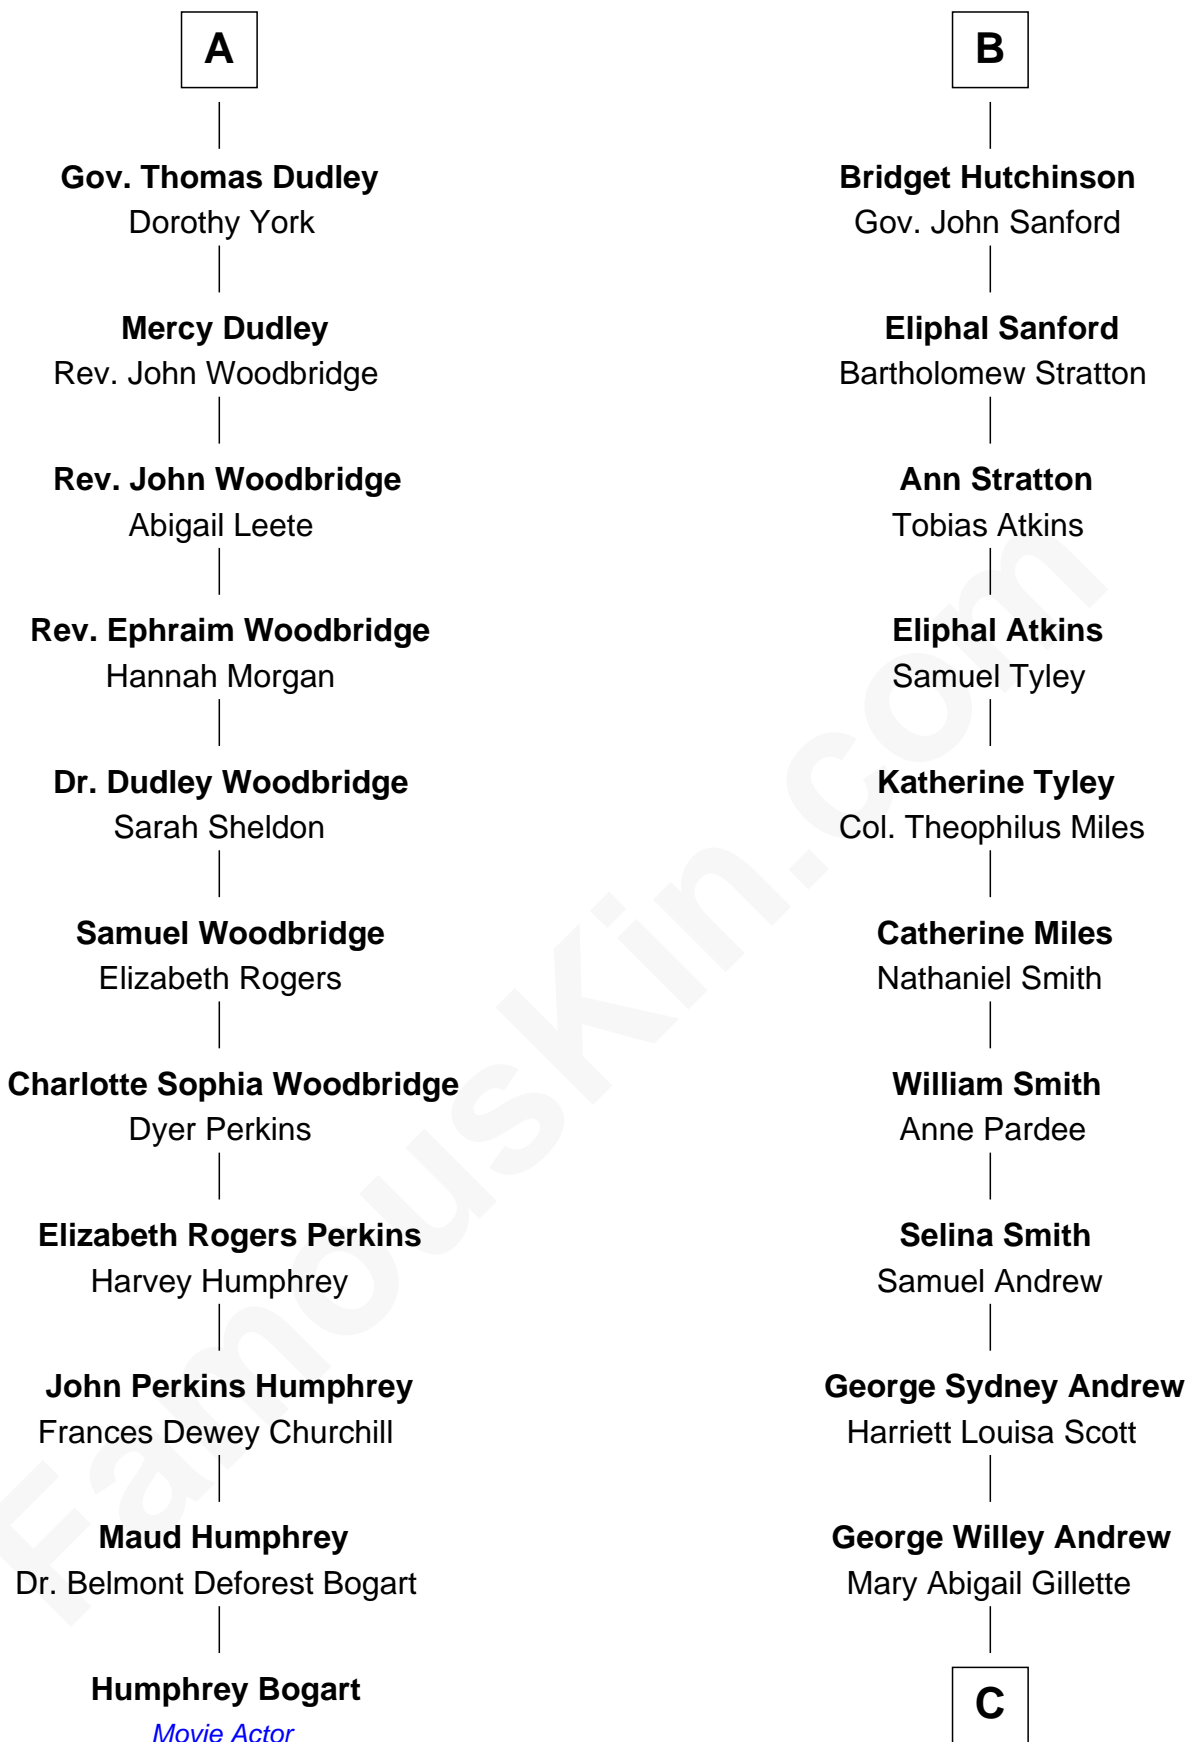 A
Gov. Thomas Dudley
Dorothy York
Mercy Dudley
Rev. John Woodbridge
Rev. John Woodbridge
Abigail Leete
Rev. Ephraim Woodbridge
Hannah Morgan
Dr. Dudley Woodbridge
Sarah Sheldon
Samuel Woodbridge
Elizabeth Rogers
Charlotte Sophia Woodbridge
Dyer Perkins
Elizabeth Rogers Perkins
Harvey Humphrey
John Perkins Humphrey
Frances Dewey Churchill
Maud Humphrey
Dr. Belmont Deforest Bogart
Humphrey Bogart
Movie Actor
B
Bridget Hutchinson
Gov. John Sanford
Eliphal Sanford
Bartholomew Stratton
Ann Stratton
Tobias Atkins
Eliphal Atkins
Samuel Tyley
Katherine Tyley
Col. Theophilus Miles
Catherine Miles
Nathaniel Smith
William Smith
Anne Pardee
Selina Smith
Samuel Andrew
George Sydney Andrew
Harriett Louisa Scott
George Willey Andrew
Mary Abigail Gillette
C
FamousKin.com